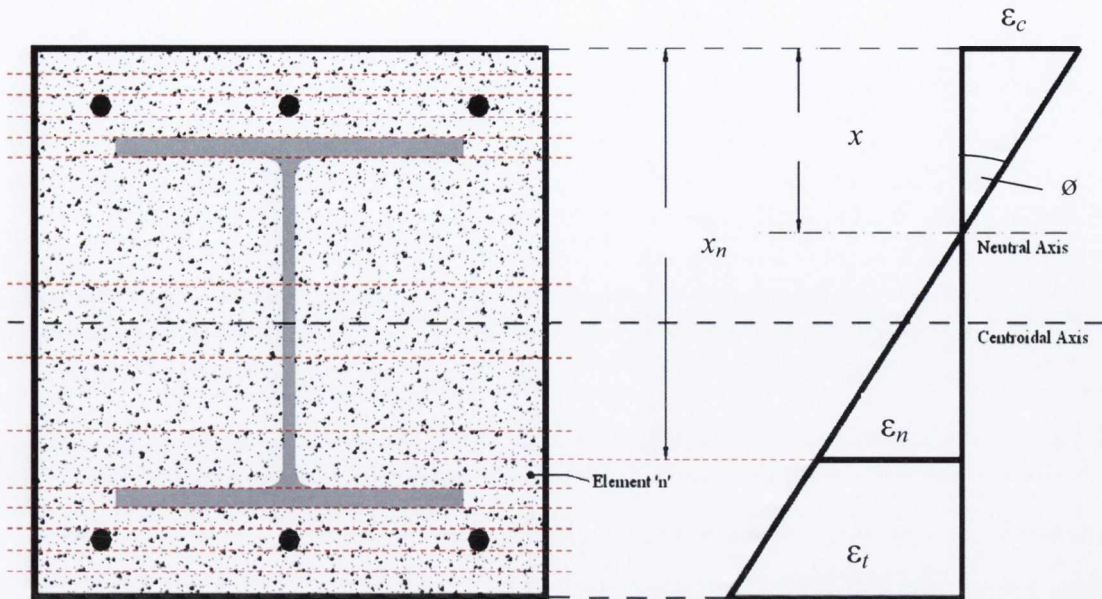 εc
x
ø
xn
Neutral Axis
Centroidal Axis
εn
Element 'n'
εt